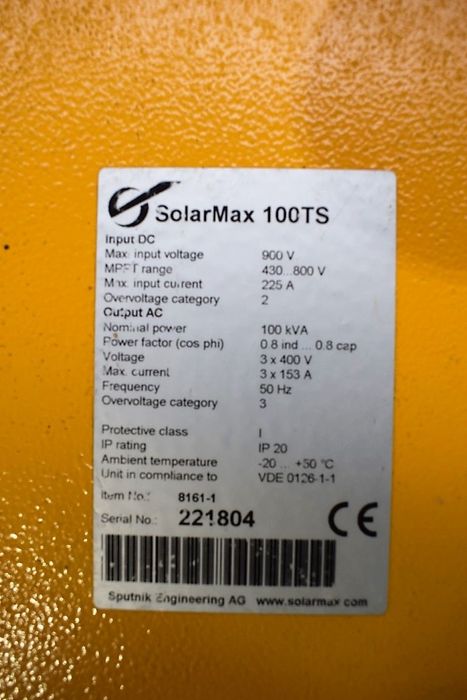 SolarMax 100TS
Input DC
Max. input voltage 900 V
MPPT range 430...800 V
Max. input current 225 A
Overvoltage category 2
Output AC
Nominal power 100 kVA
Power factor (cos phi) 0.8 ind ... 0.8 cap
Voltage 3 x 400 V
Max. current 3 x 153 A
Frequency 50 Hz
Overvoltage category 3
Protective class I
IP rating IP 20
Ambient temperature -20 ... +50 °C
Unit in compliance to VDE 0126-1-1
Item No.: 8161-1
Serial No.: 221804 CE
Sputnik Engineering AG www.solarmax.com